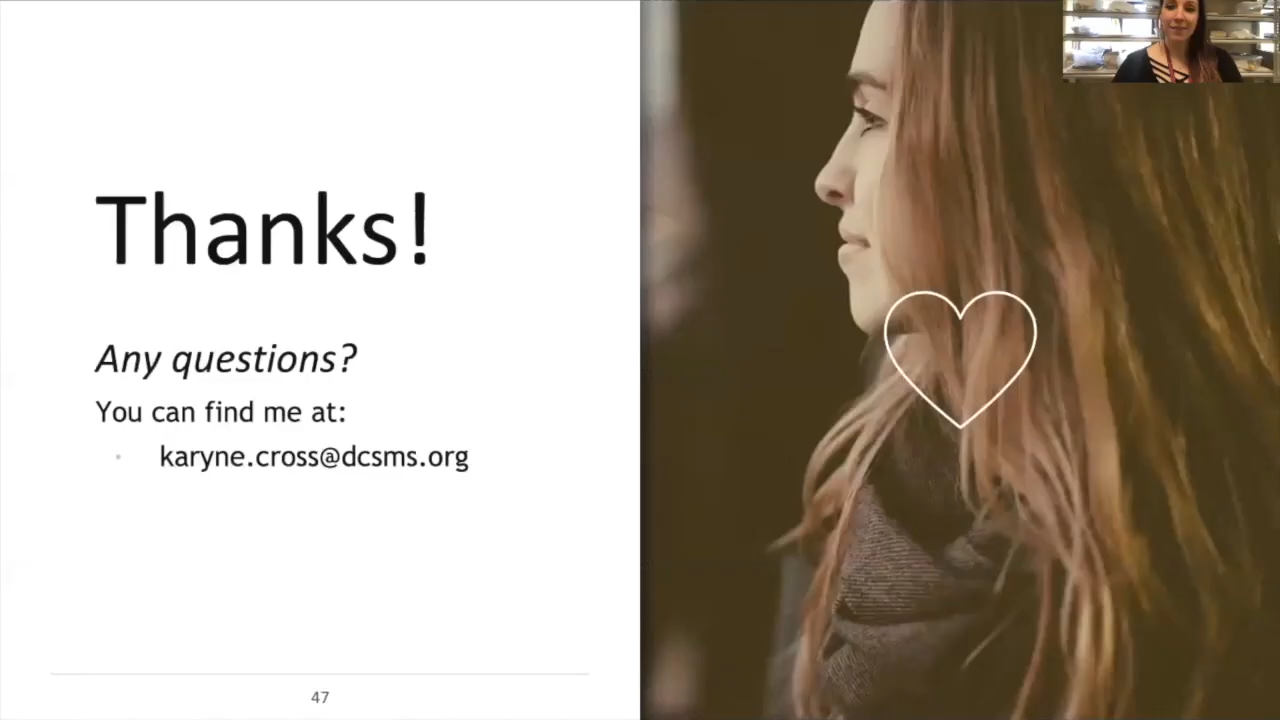 Thanks!
Any questions?
You can find me at:
karyne.cross@dcsms.org
47